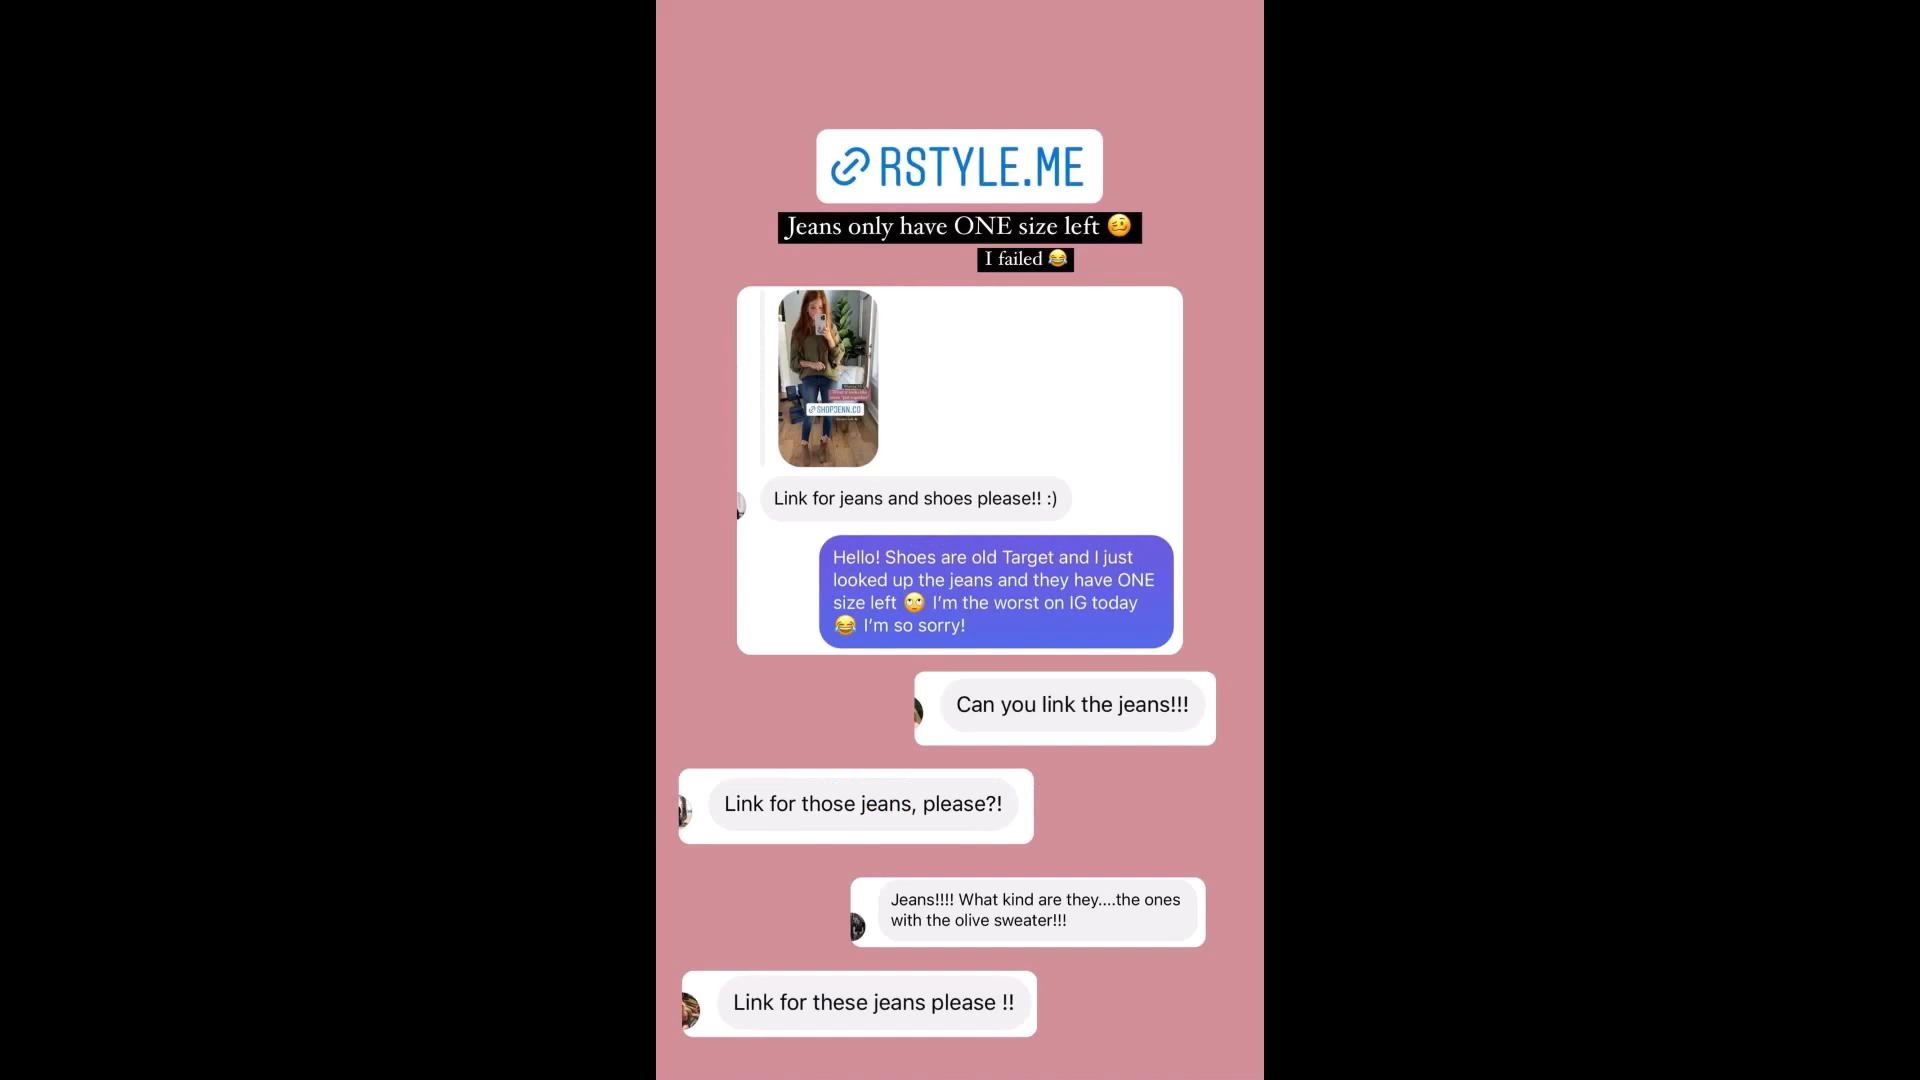 RSTYLE.ME
Jeans only have ONE size left 🥴
I failed 😂
SHOPJENN.CO
Link for jeans and shoes please!! :)
Hello! Shoes are old Target and I just
looked up the jeans and they have ONE
size left 🙄 I'm the worst on IG today
😂 I'm so sorry!
Can you link the jeans!!!
Link for those jeans, please?!
Jeans!!!! What kind are they....the ones
with the olive sweater!!!
Link for these jeans please !!